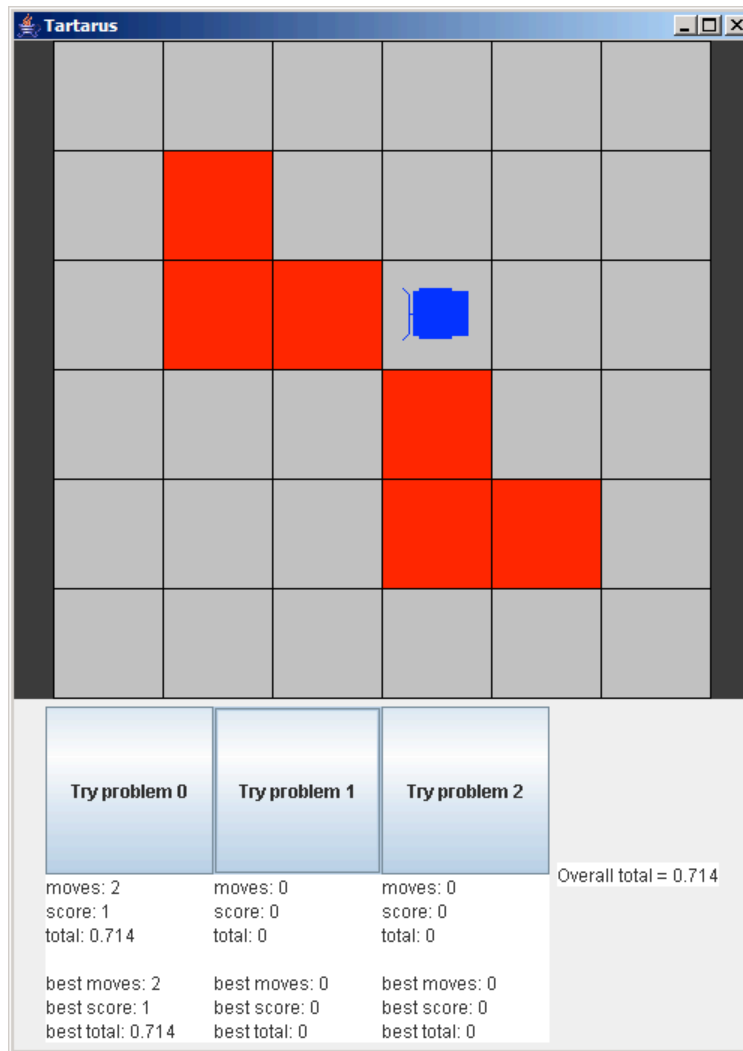 Tartarus
Try problem 0
Try problem 1
Try problem 2
Overall total = 0.714
moves: 2
score: 1
total: 0.714
best moves: 2
best score: 1
best total: 0.714
moves: 0
score: 0
total: 0
best moves: 0
best score: 0
best total: 0
moves: 0
score: 0
total: 0
best moves: 0
best score: 0
best total: 0